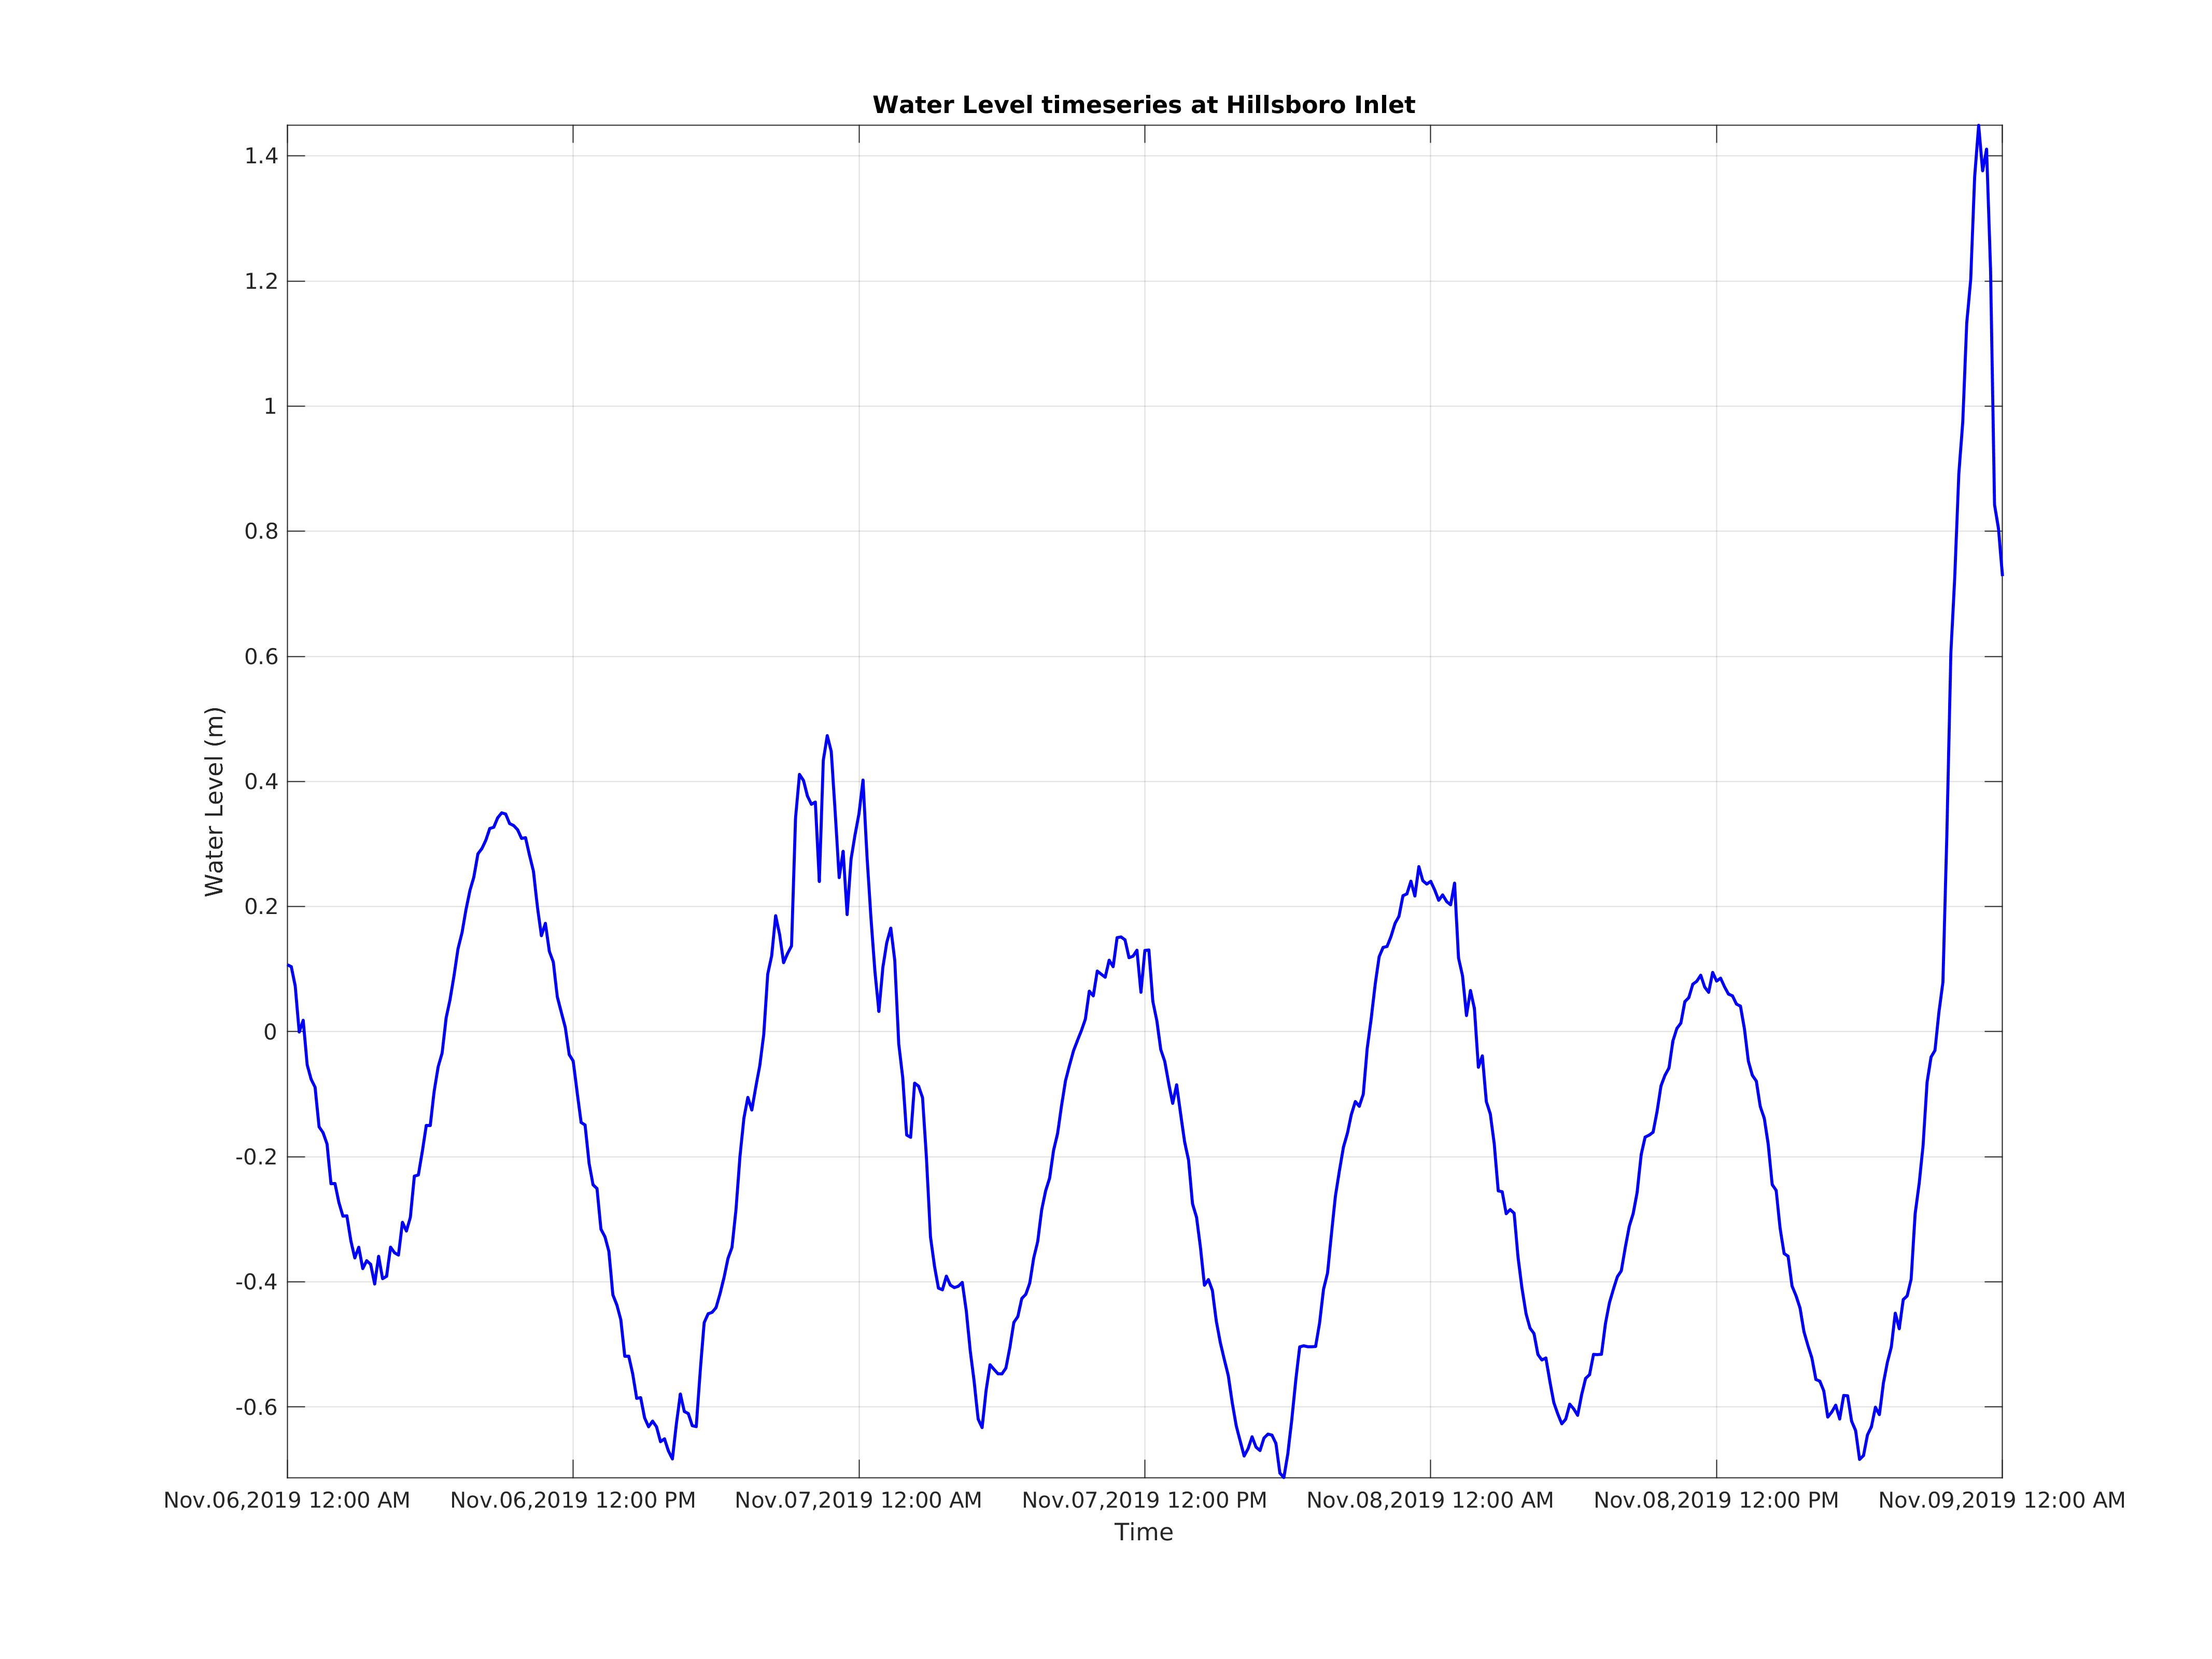 Water Level timeseries at Hillsboro Inlet
1.4
1.2
1
0.8
0.6
0.4
0.2
0
-0.2
-0.4
-0.6
Water Level (m)
Nov.06,2019 12:00 AM Nov.06,2019 12:00 PM Nov.07,2019 12:00 AM Nov.07,2019 12:00 PM Nov.08,2019 12:00 AM Nov.08,2019 12:00 PM Nov.09,2019 12:00 AM
Time